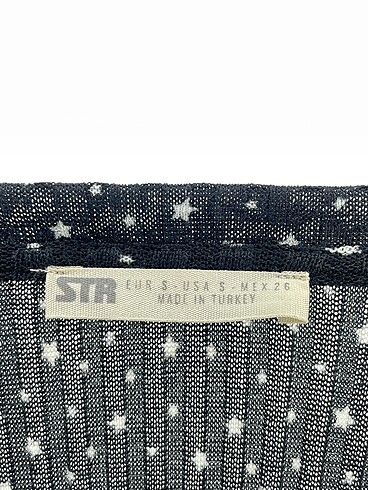 STR
EUR S - USA S - MEX 26
MADE IN TURKEY